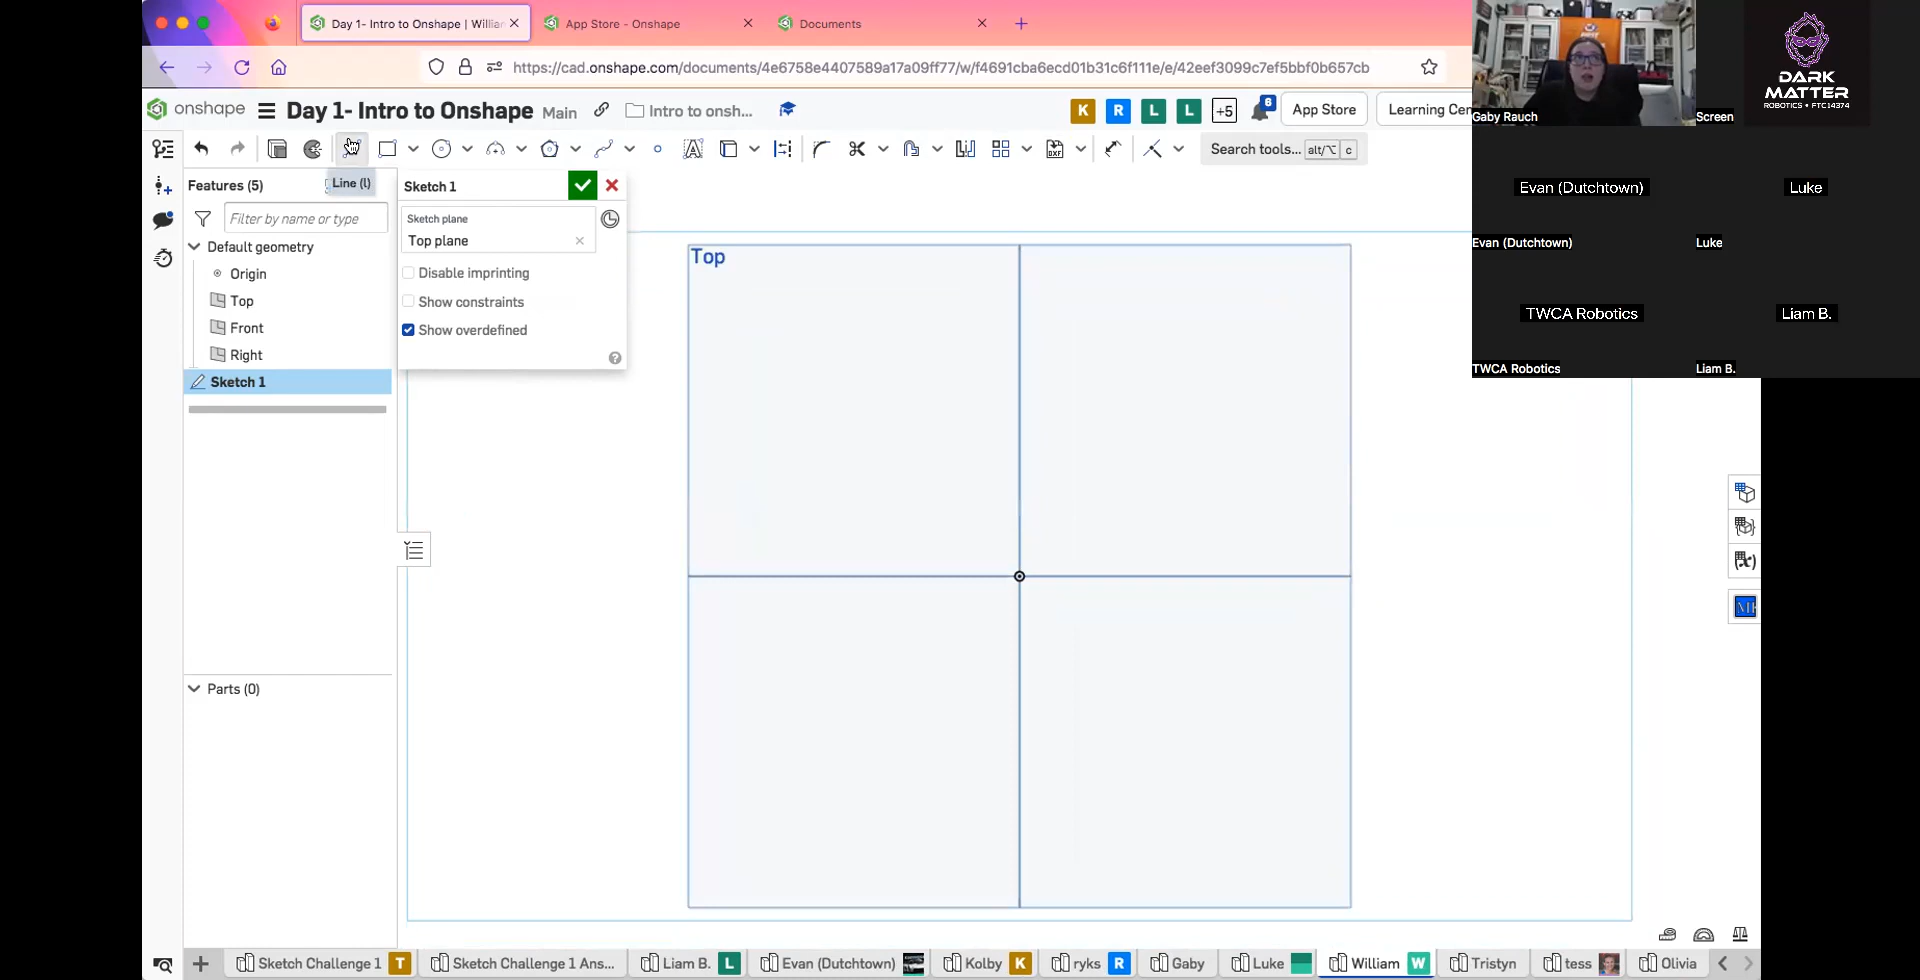 Day 1- Intro to Onshape | Willia
App Store - Onshape
Documents
https://cad.onshape.com/documents/4e6758e4407589a17a09ff77/w/f4691cba6ecd01b31c6f111e/e/42eef3099c7ef5bbf0b657cb
onshape
Day 1- Intro to Onshape
Main
Intro to onsh...
K
R
L
L
+5
6
App Store
Learning Cen
Search tools... alt/⌥ c
Features (5)
Line (l)
Filter by name or type
Default geometry
Origin
Top
Front
Right
Sketch 1
Parts (0)
Sketch 1
Sketch plane
Top plane
Disable imprinting
Show constraints
Show overdefined
Top
Gaby Rauch
Screen
DARK
MATTER
ROBOTICS • FTC14374
Evan (Dutchtown)
Luke
Evan (Dutchtown)
Luke
TWCA Robotics
Liam B.
TWCA Robotics
Liam B.
Sketch Challenge 1 T
Sketch Challenge 1 Ans...
Liam B. L
Evan (Dutchtown)
Kolby K
ryks R
Gaby
Luke
William W
Tristyn
tess
Olivia